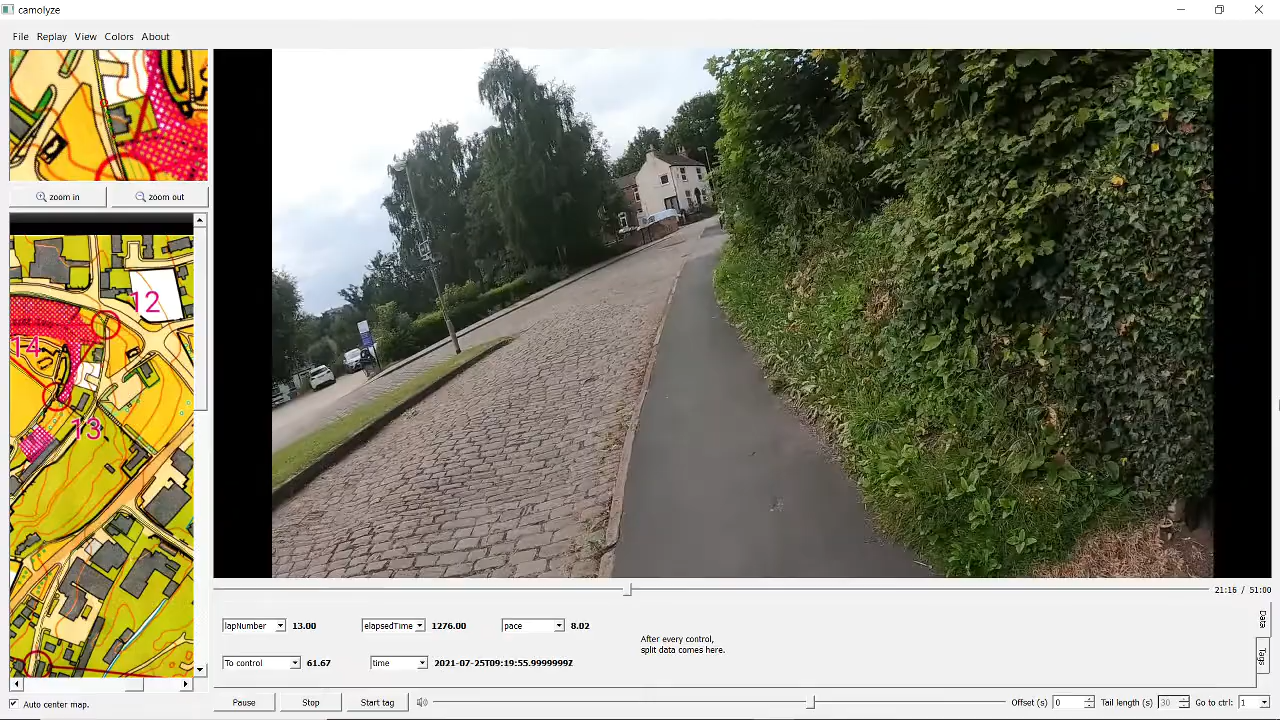 camolyze
File Replay View Colors About
zoom in zoom out
12
14
13
21:16 / 51:00
lapNumber 13.00 elapsedTime 1276.00 pace 8.02
After every control,
split data comes here.
To control 61.67 time 2021-07-25T09:19:55.9999999Z
Data
Tags
Auto center map.
Pause Stop Start tag Offset (s) 0 Tail length (s) 30 Go to ctrl: 1